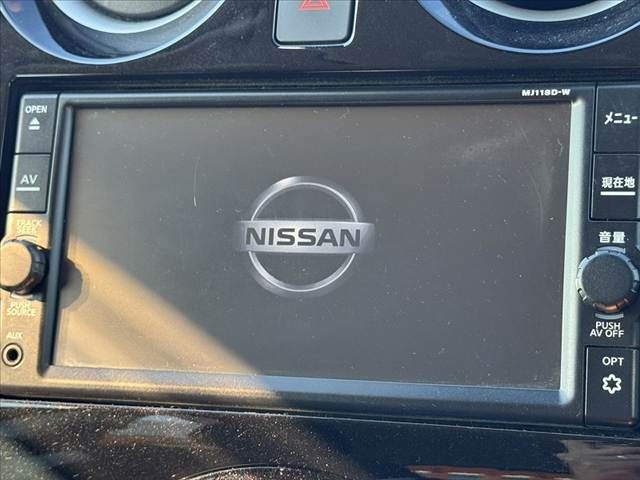 MJ118D-W
OPEN
AV
TRACK
SEEK
PUSH
SOURCE
AUX
NISSAN
メニュー
現在地
音量
PUSH
AV OFF
OPT